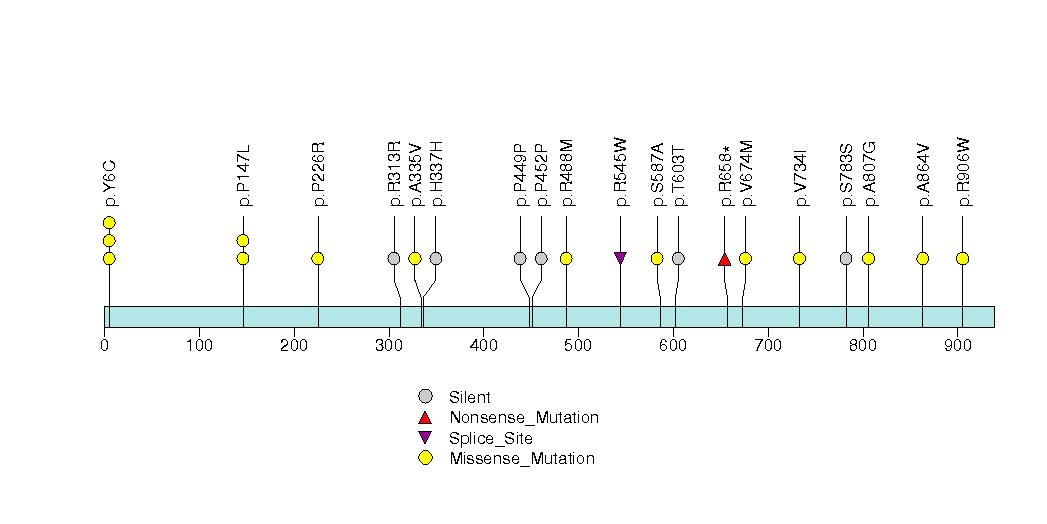 p.Y6C
p.P147L
p.P226R
p.R313R
p.A335V
p.H337H
p.P449P
p.P452P
p.R488M
p.R545W
p.S587A
p.T603T
p.R658*
p.V674M
p.V734I
p.S783S
p.A807G
p.A864V
p.R906W
0 100 200 300 400 500 600 700 800 900
Silent
Nonsense_Mutation
Splice_Site
Missense_Mutation